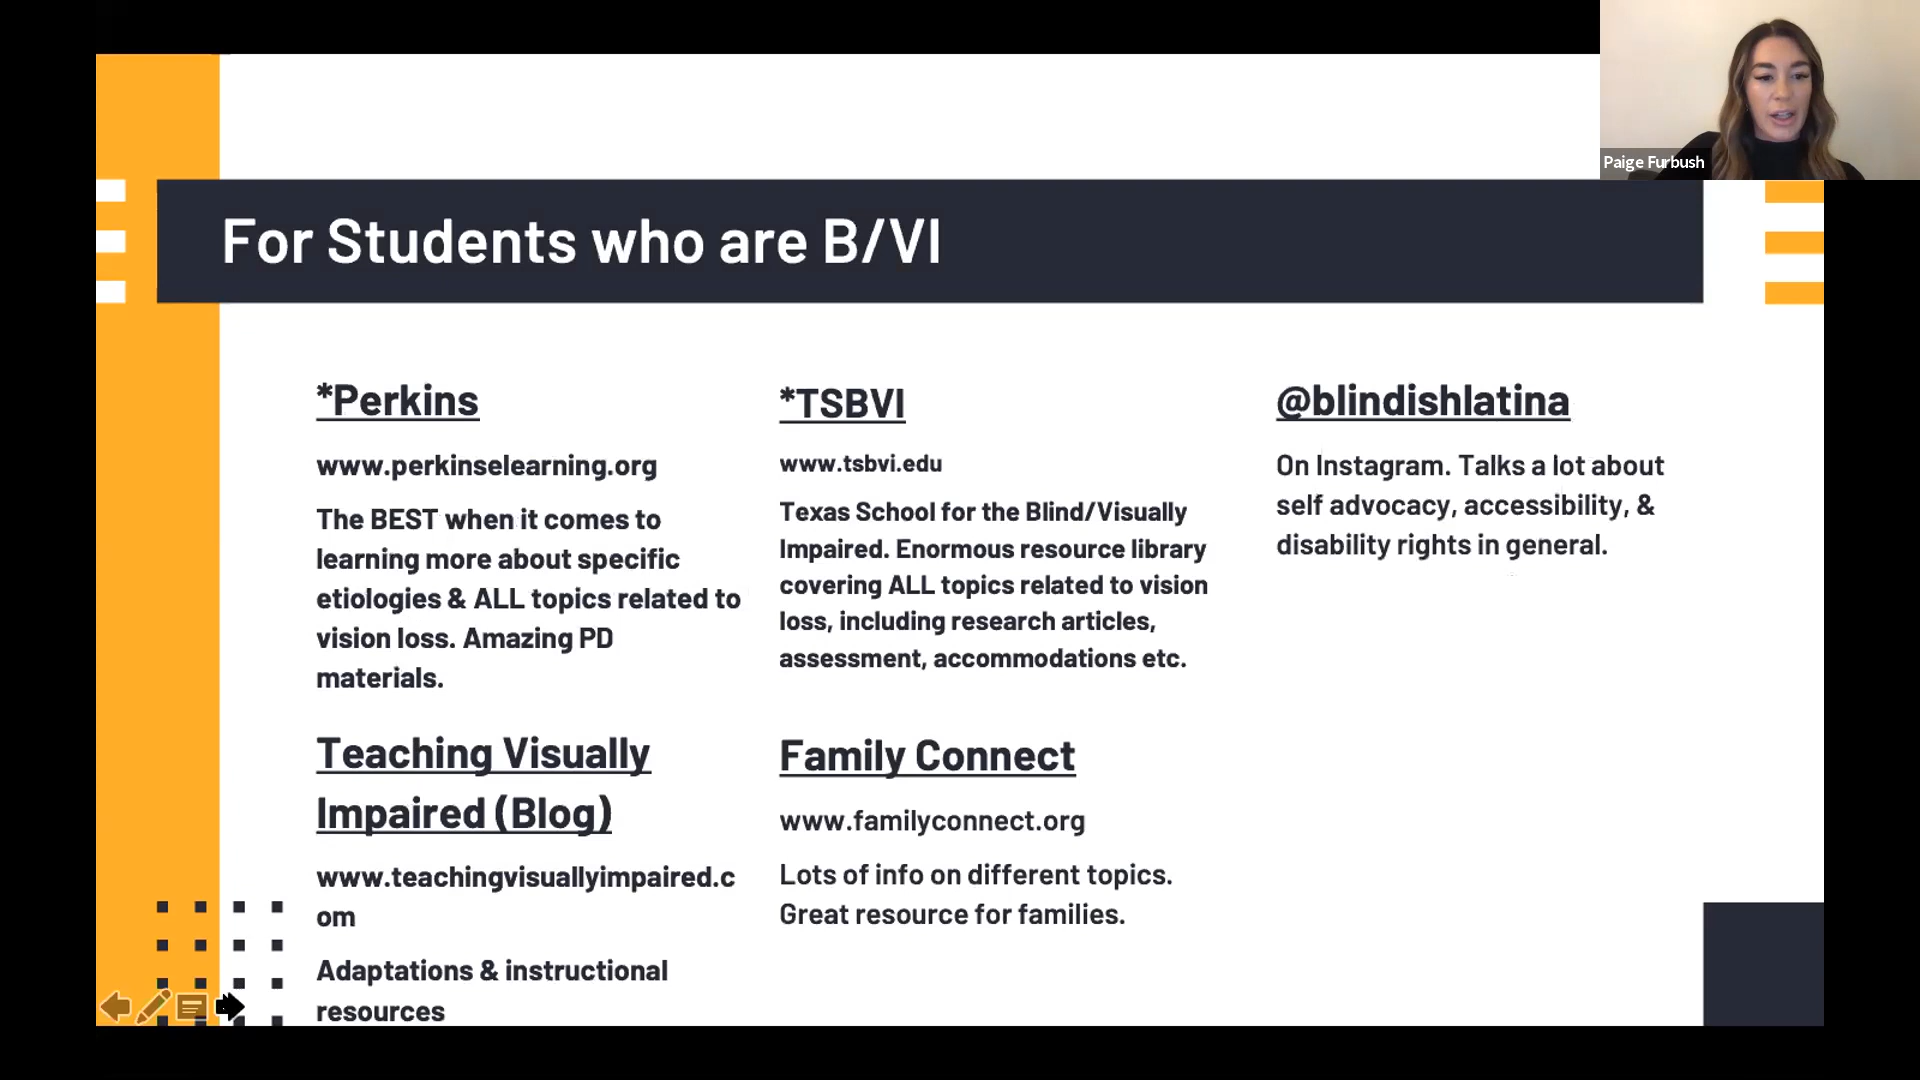 Paige Furbush
For Students who are B/VI
*Perkins
www.perkinselearning.org
The BEST when it comes to
learning more about specific
etiologies & ALL topics related to
vision loss. Amazing PD
materials.
Teaching Visually
Impaired (Blog)
www.teachingvisuallyimpaired.c
om
Adaptations & instructional
resources
*TSBVI
www.tsbvi.edu
Texas School for the Blind/Visually
Impaired. Enormous resource library
covering ALL topics related to vision
loss, including research articles,
assessment, accommodations etc.
Family Connect
www.familyconnect.org
Lots of info on different topics.
Great resource for families.
@blindishlatina
On Instagram. Talks a lot about
self advocacy, accessibility, &
disability rights in general.